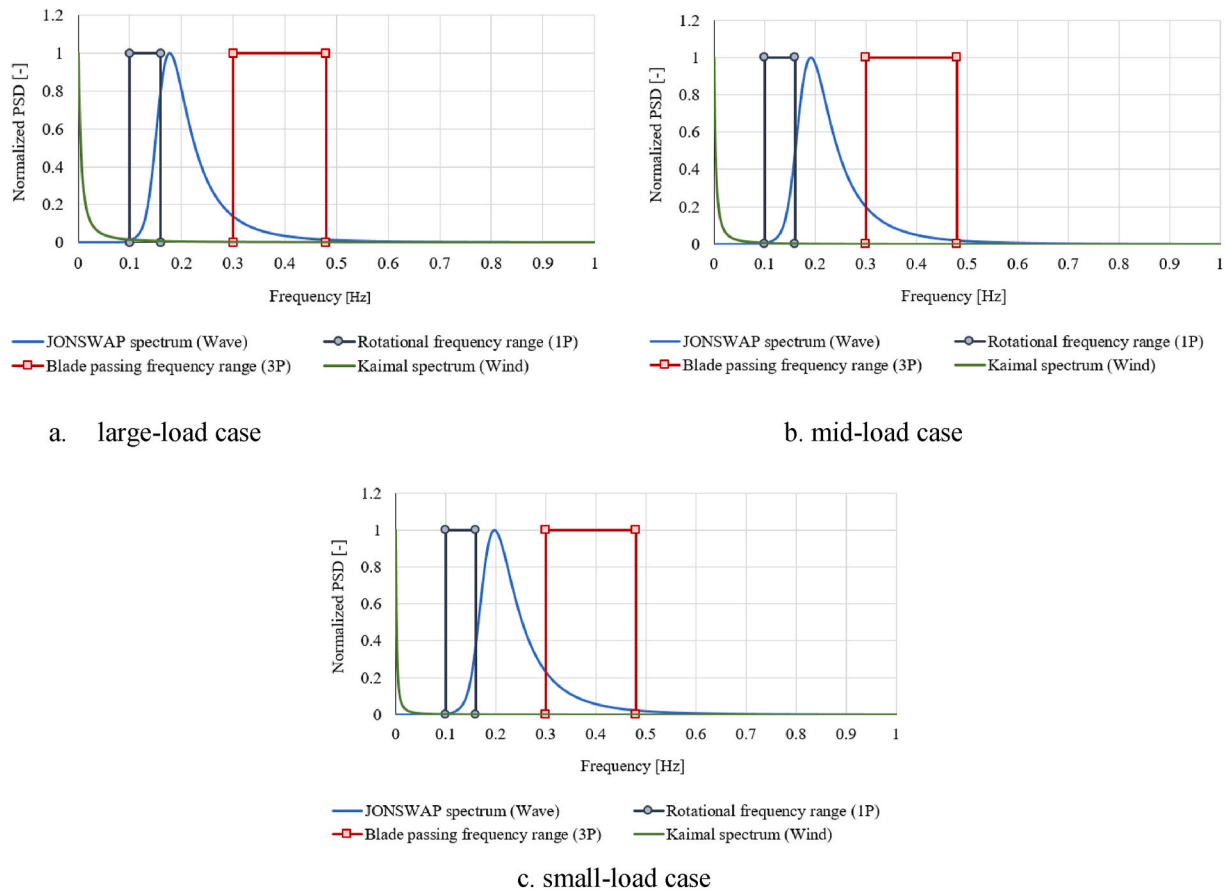 1.2
1
0.8
0.6
0.4
0.2
0
Normalized PSD [-]
0 0.1 0.2 0.3 0.4 0.5 0.6 0.7 0.8 0.9 1
Frequency [Hz]
JONSWAP spectrum (Wave) Rotational frequency range (1P)
Blade passing frequency range (3P) Kaimal spectrum (Wind)
a. large-load case
1.2
1
0.8
0.6
0.4
0.2
0
Normalized PSD [-]
0 0.1 0.2 0.3 0.4 0.5 0.6 0.7 0.8 0.9 1
Frequency [Hz]
JONSWAP spectrum (Wave) Rotational frequency range (1P)
Blade passing frequency range (3P) Kaimal spectrum (Wind)
b. mid-load case
1.2
1
0.8
0.6
0.4
0.2
0
Normalized PSD [-]
0 0.1 0.2 0.3 0.4 0.5 0.6 0.7 0.8 0.9 1
Frequency [Hz]
JONSWAP spectrum (Wave) Rotational frequency range (1P)
Blade passing frequency range (3P) Kaimal spectrum (Wind)
c. small-load case